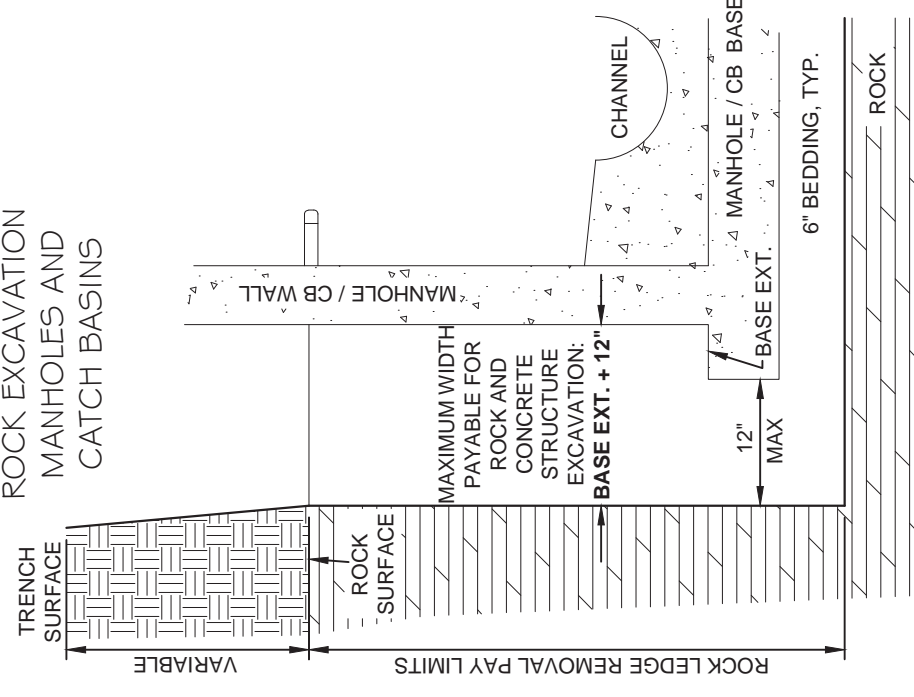 ROCK EXCAVATION
MANHOLES AND
CATCH BASINS
TRENCH
SURFACE
VARIABLE
ROCK
SURFACE
ROCK LEDGE REMOVAL PAY LIMITS
MANHOLE / CB WALL
MAXIMUM WIDTH
PAYABLE FOR
ROCK AND
CONCRETE
STRUCTURE
EXCAVATION:
BASE EXT. + 12"
12"
MAX
BASE EXT.
CHANNEL
MANHOLE / CB BASE
6" BEDDING, TYP.
ROCK